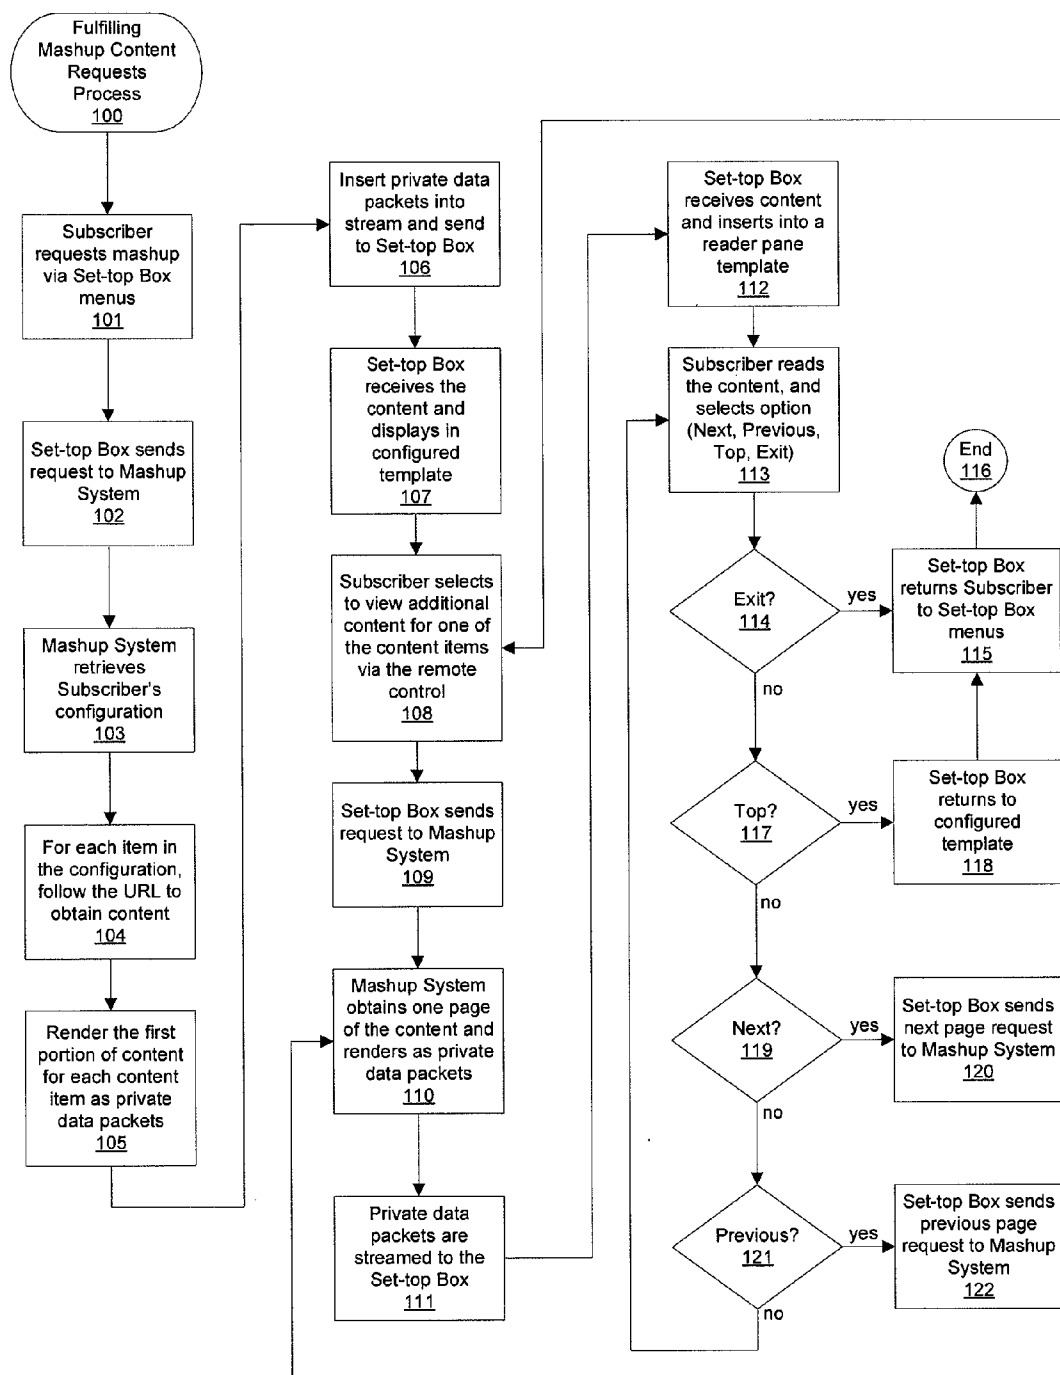 Fulfilling
Mashup Content
Requests
Process
100
Subscriber
requests mashup
via Set-top Box
menus
101
Set-top Box sends
request to Mashup
System
102
Mashup System
retrieves
Subscriber's
configuration
103
For each item in
the configuration,
follow the URL to
obtain content
104
Render the first
portion of content
for each content
item as private
data packets
105
Insert private data
packets into
stream and send
to Set-top Box
106
Set-top Box
receives the
content and
displays in
configured
template
107
Subscriber selects
to view additional
content for one of
the content items
via the remote
control
108
Set-top Box sends
request to Mashup
System
109
Mashup System
obtains one page
of the content and
renders as private
data packets
110
Private data
packets are
streamed to the
Set-top Box
111
Set-top Box
receives content
and inserts into a
reader pane
template
112
Subscriber reads
the content, and
selects option
(Next, Previous,
Top, Exit)
113
Exit?
114
yes
no
Set-top Box
returns Subscriber
to Set-top Box
menus
115
End
116
Top?
117
yes
no
Set-top Box
returns to
configured
template
118
Next?
119
yes
no
Set-top Box sends
next page request
to Mashup System
120
Previous?
121
yes
no
Set-top Box sends
previous page
request to Mashup
System
122